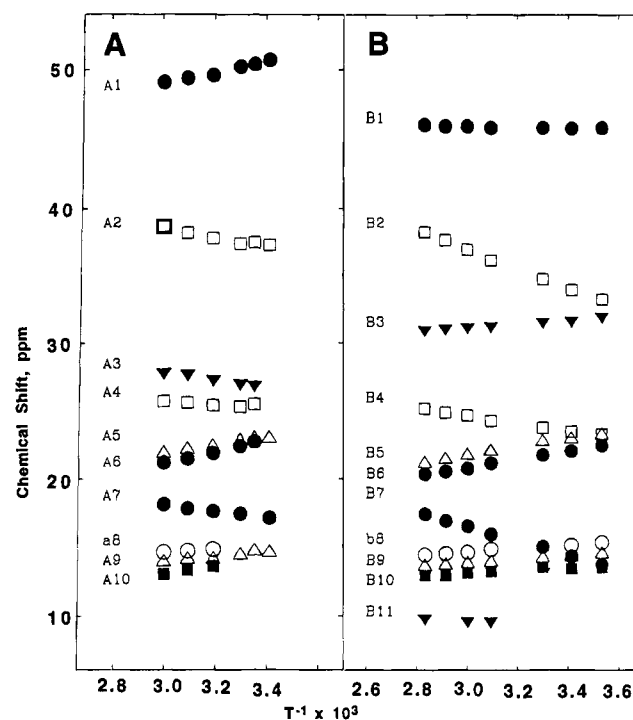 A
B
Chemical Shift, ppm
50
40
30
20
10
A1
A2
A3
A4
A5
A6
A7
a8
A9
A10
B1
B2
B3
B4
B5
B6
B7
b8
B9
B10
B11
2.8 3.0 3.2 3.4 2.6 2.8 3.0 3.2 3.4 3.6
T⁻¹ x 10³